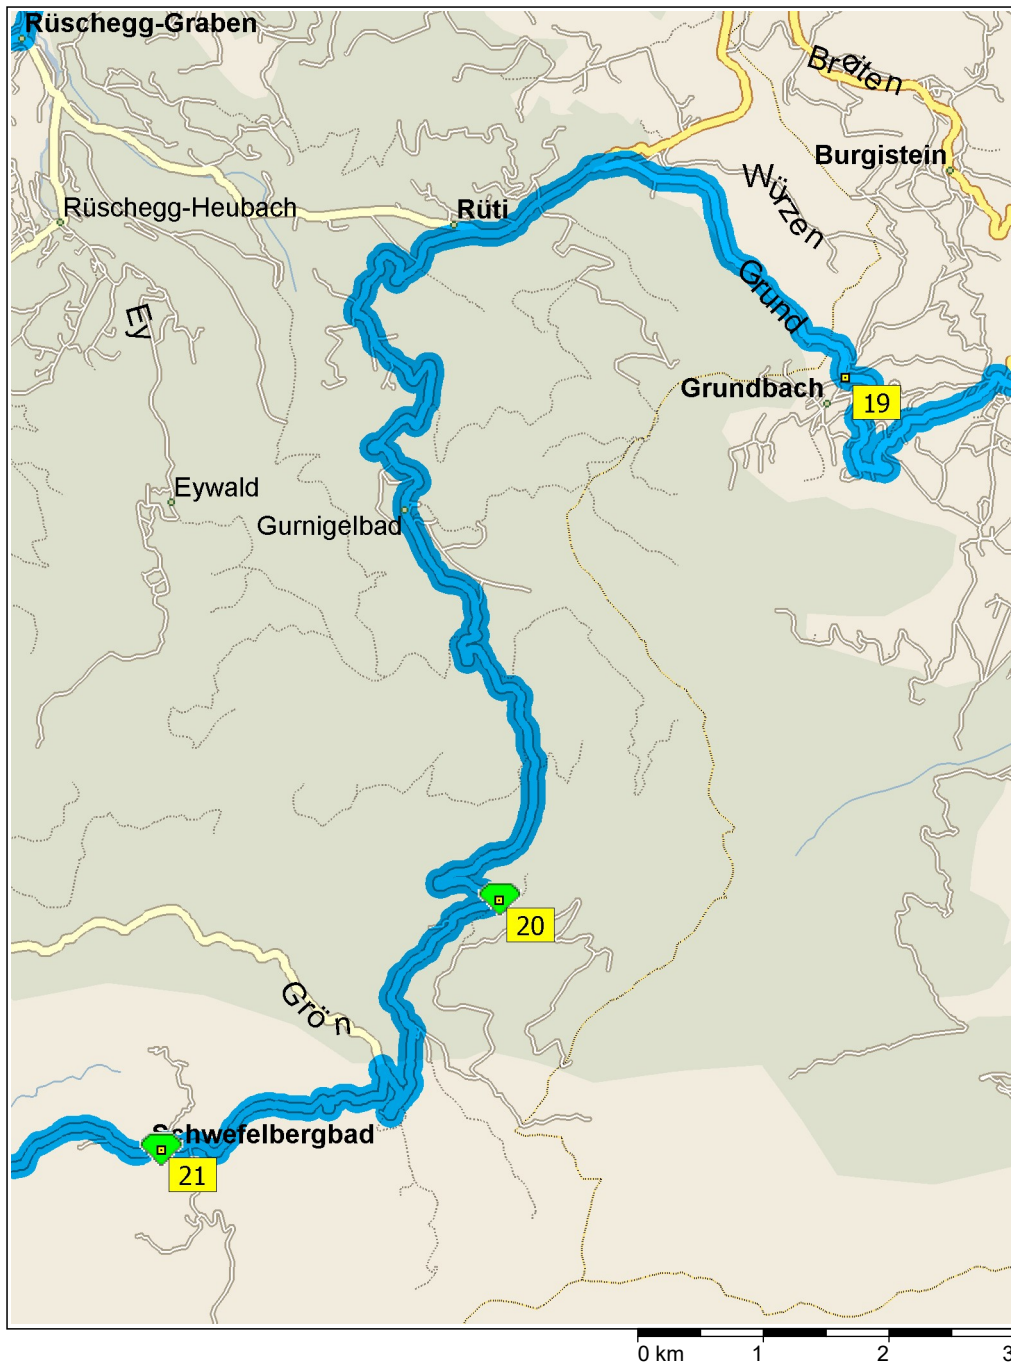 Rüschegg-Graben
Bröten
Burgistein
Würzen
Rüschegg-Heubach
Rüti
Grund
Ey
Grundbach
19
Eywald
Gurnigelbad
20
Grön
Schwefelbergbad
21
0 km 1 2 3